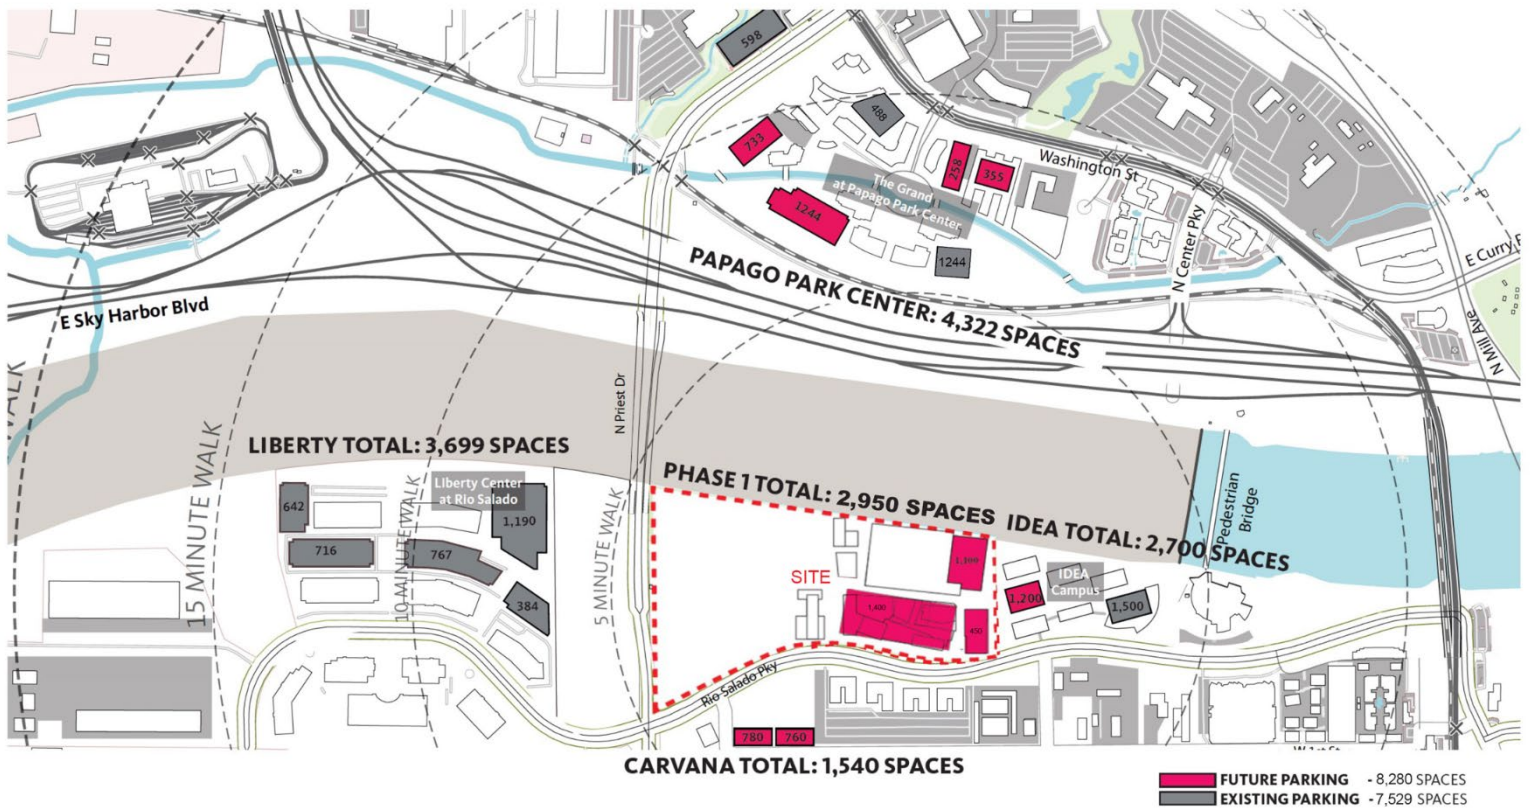 598
488
733
258
355
Washington St
The Grand
at Papago Park Center
1244
1244
N Center Pky
E Curry
PAPAGO PARK CENTER: 4,322 SPACES
E Sky Harbor Blvd
N Mill Ave
N Priest Dr
WALK
15 MINUTE WALK
10 MINUTE WALK
5 MINUTE WALK
LIBERTY TOTAL: 3,699 SPACES
LIberty Center
at Rio Salado
642
1,190
716
767
384
PHASE 1 TOTAL: 2,950 SPACES
IDEA TOTAL: 2,700 SPACES
Pedestrian
Bridge
SITE
1,100
1,400
450
IDEA
Campus
1,200
1,500
Rio Salado Pky
780
760
W 1st St
CARVANA TOTAL: 1,540 SPACES
FUTURE PARKING - 8,280 SPACES
EXISTING PARKING - 7,529 SPACES